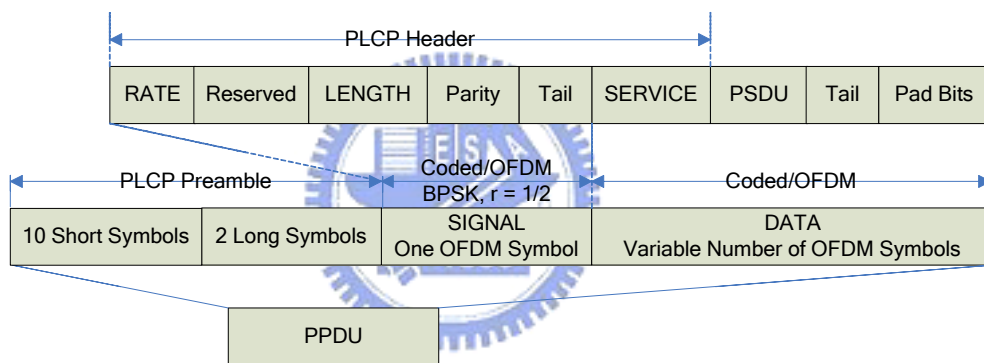 PLCP Header
RATE Reserved LENGTH Parity Tail SERVICE PSDU Tail Pad Bits
PLCP Preamble
Coded/OFDM
BPSK, r = 1/2
Coded/OFDM
10 Short Symbols
2 Long Symbols
SIGNAL
One OFDM Symbol
DATA
Variable Number of OFDM Symbols
PPDU